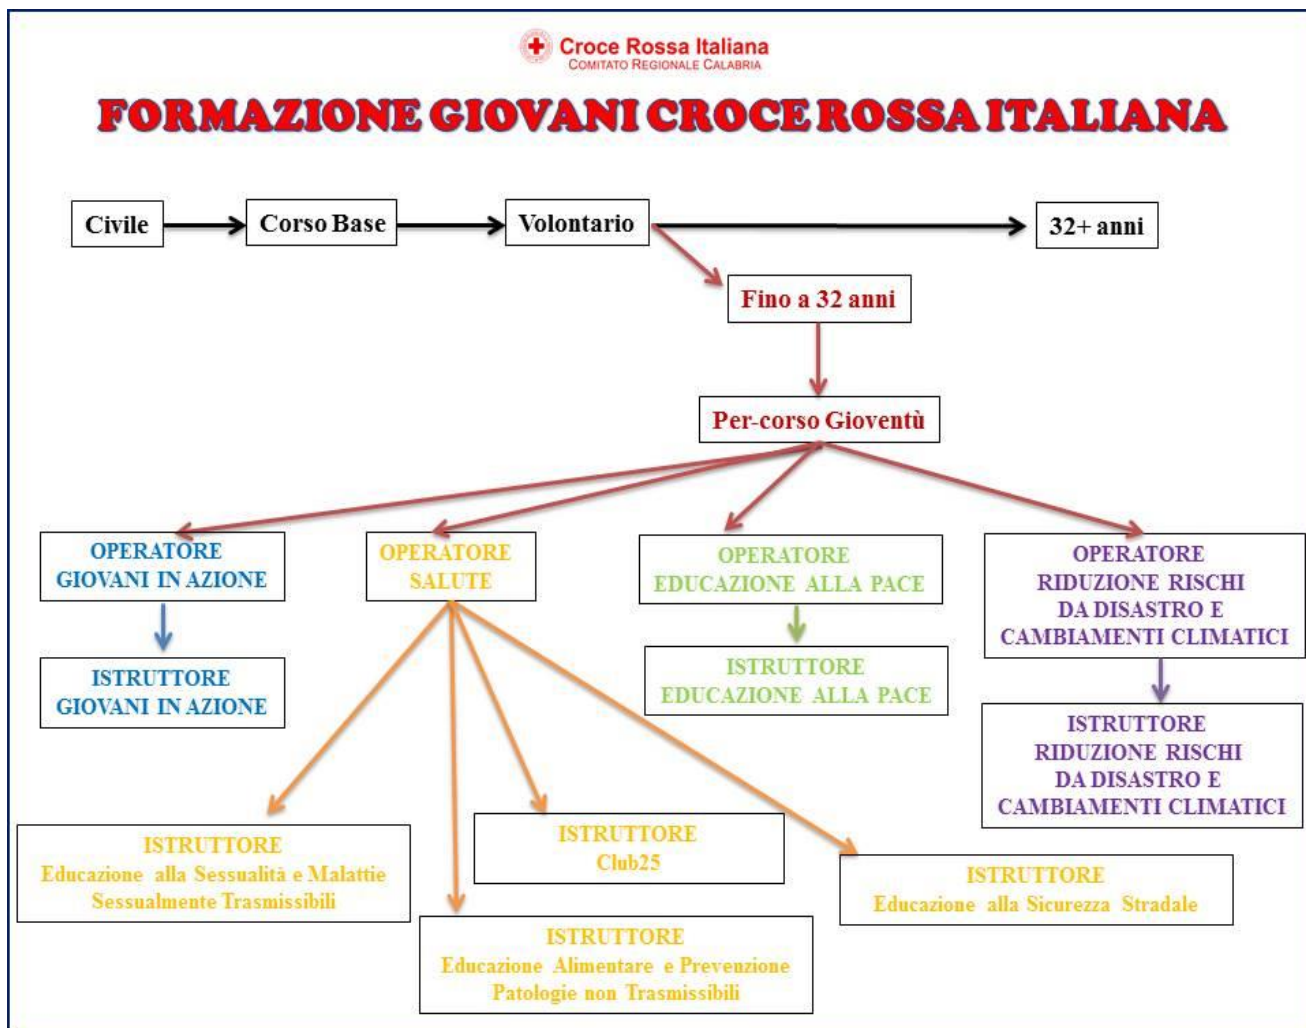 Croce Rossa Italiana
COMITATO REGIONALE CALABRIA
FORMAZIONE GIOVANI CROCE ROSSA ITALIANA
Civile
Corso Base
Volontario
32+ anni
Fino a 32 anni
Per-corso Gioventù
OPERATORE
GIOVANI IN AZIONE
OPERATORE
SALUTE
OPERATORE
EDUCAZIONE ALLA PACE
OPERATORE
RIDUZIONE RISCHI
DA DISASTRO E
CAMBIAMENTI CLIMATICI
ISTRUTTORE
GIOVANI IN AZIONE
ISTRUTTORE
EDUCAZIONE ALLA PACE
ISTRUTTORE
RIDUZIONE RISCHI
DA DISASTRO E
CAMBIAMENTI CLIMATICI
ISTRUTTORE
Educazione alla Sessualità e Malattie
Sessualmente Trasmissibili
ISTRUTTORE
Club25
ISTRUTTORE
Educazione alla Sicurezza Stradale
ISTRUTTORE
Educazione Alimentare e Prevenzione
Patologie non Trasmissibili